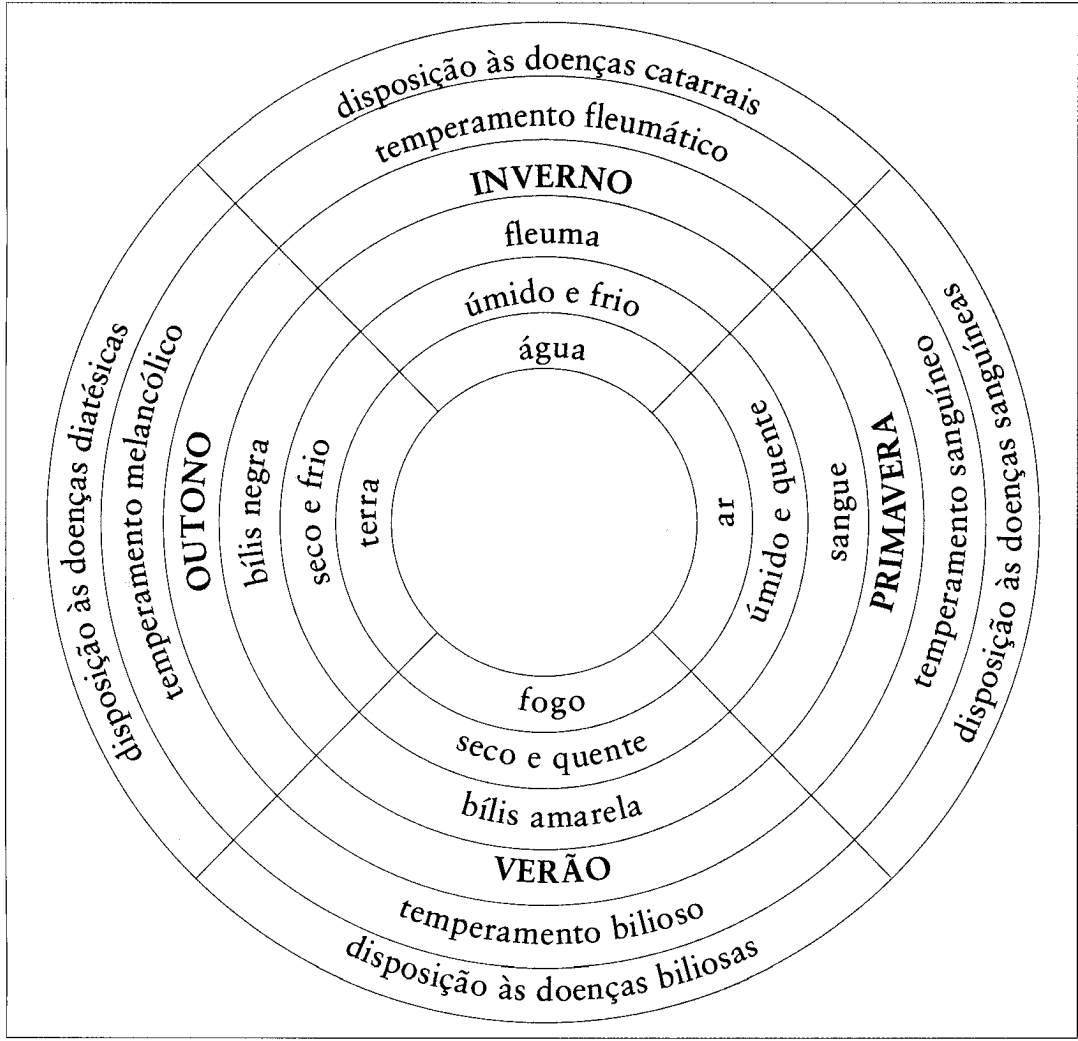 disposição às doenças catarrais
temperamento fleumático
INVERNO
fleuma
úmido e frio
água
disposição às doenças diatésicas
temperamento melancólico
OUTONO
bílis negra
seco e frio
terra
ar
úmido e quente
sangue
PRIMAVERA
temperamento sanguíneo
disposição às doenças sanguíneas
fogo
seco e quente
bílis amarela
VERÃO
temperamento bilioso
disposição às doenças biliosas